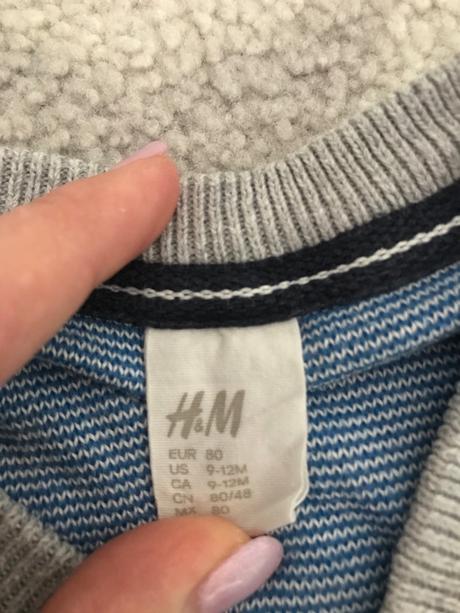 H&M
EUR 80
US 9-12M
CA 9-12M
CN 80/48
MX 80